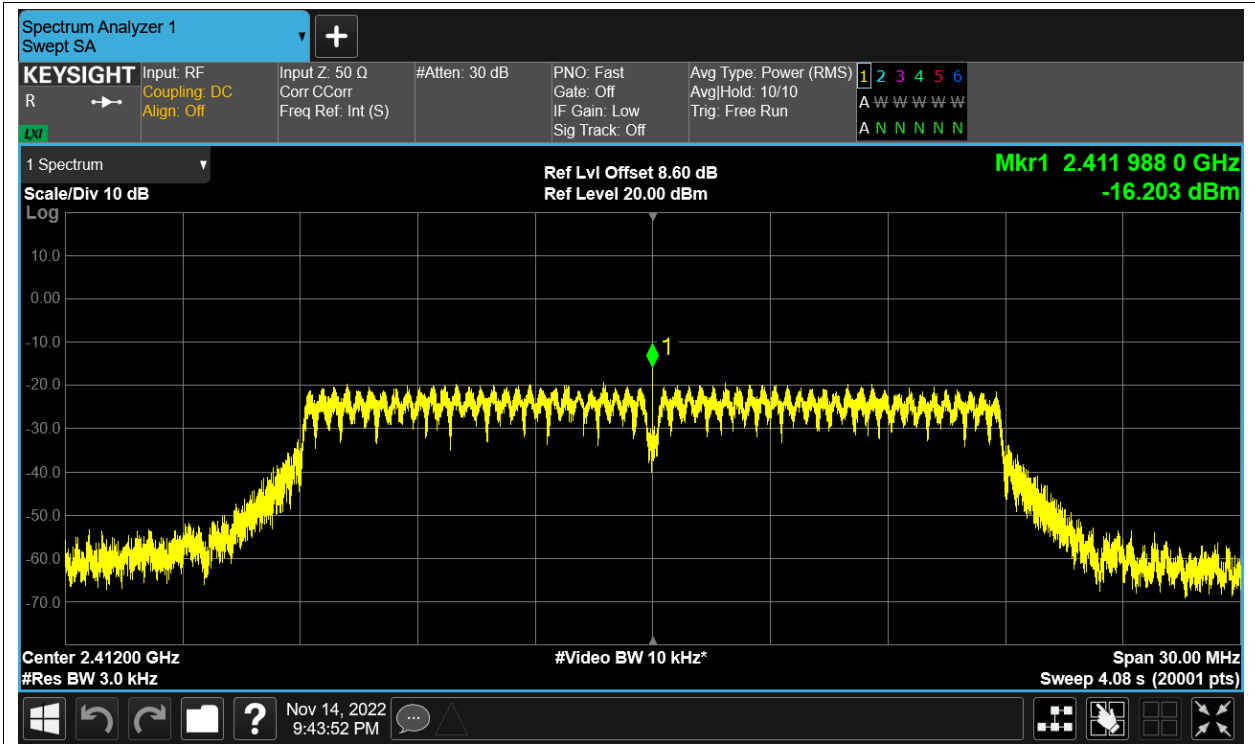 Spectrum Analyzer 1
Swept SA
+
KEYSIGHT
R
LXI
Input: RF
Coupling: DC
Align: Off
Input Z: 50 Ω
Corr CCorr
Freq Ref: Int (S)
#Atten: 30 dB
PNO: Fast
Gate: Off
IF Gain: Low
Sig Track: Off
Avg Type: Power (RMS)
Avg|Hold: 10/10
Trig: Free Run
1 2 3 4 5 6
A W W W W W
A N N N N N
1 Spectrum
Scale/Div 10 dB
Log
Ref Lvl Offset 8.60 dB
Ref Level 20.00 dBm
Mkr1 2.411 988 0 GHz
-16.203 dBm
10.0
0.00
-10.0
1
-20.0
-30.0
-40.0
-50.0
-60.0
-70.0
Center 2.41200 GHz
#Res BW 3.0 kHz
#Video BW 10 kHz*
Span 30.00 MHz
Sweep 4.08 s (20001 pts)
?
Nov 14, 2022
9:43:52 PM